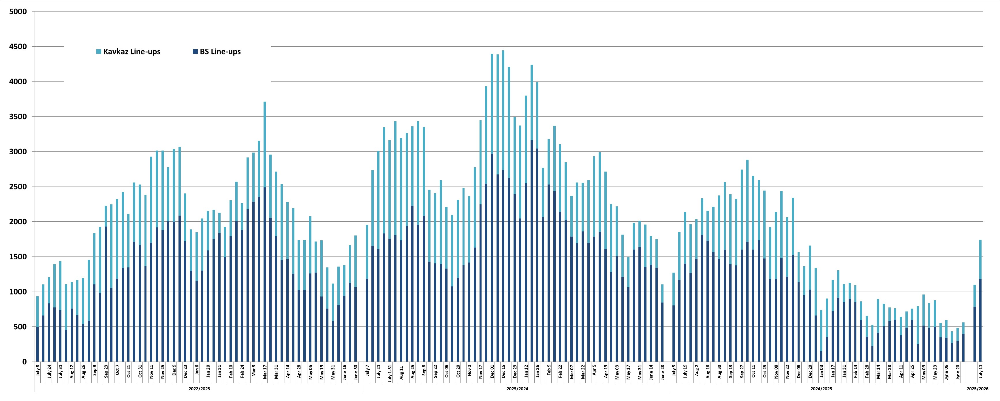 5000
4500
4000
3500
3000
2500
2000
1500
1000
500
0
Kavkaz Line-ups BS Line-ups
July 8
July 24
July 31
Aug 12
Aug 26
Sep 9
Sep 23
Oct 7
Oct 21
Oct 31
Nov 11
Nov 25
Dec 9
Dec 23
Jan 6
Jan 20
Jan 31
Feb 10
Feb 24
Mar 3
Mar 17
Mar 31
Apr 14
Apr 28
May 05
May 19
May 31
June 16
June 30
July 7
July 21
July 1-31
Aug 11
Aug 25
Sep 8
Sep 22
Oct 06
Oct 20
Nov 3
Nov 17
Dec 01
Dec 15
Dec 29
Jan 12
Jan 26
Feb 9
Feb 22
Mar 07
Mar 22
Apr 5
Apr 19
May 03
May 17
May 31
June 14
June 28
July 5
July 19
Aug 2
Aug 16
Aug 30
Sep 13
Sep 27
Oct 11
Oct 25
Nov 08
Nov 22
Dec 06
Dec 20
Jan 03
Jan 17
Jan 31
Feb 14
Feb 28
Mar 14
Mar 28
Apr 11
Apr 25
May 09
May 23
Jyne 06
Jyne 20
July 11
2022/2023
2023/2024
2024/2025
2025/2026